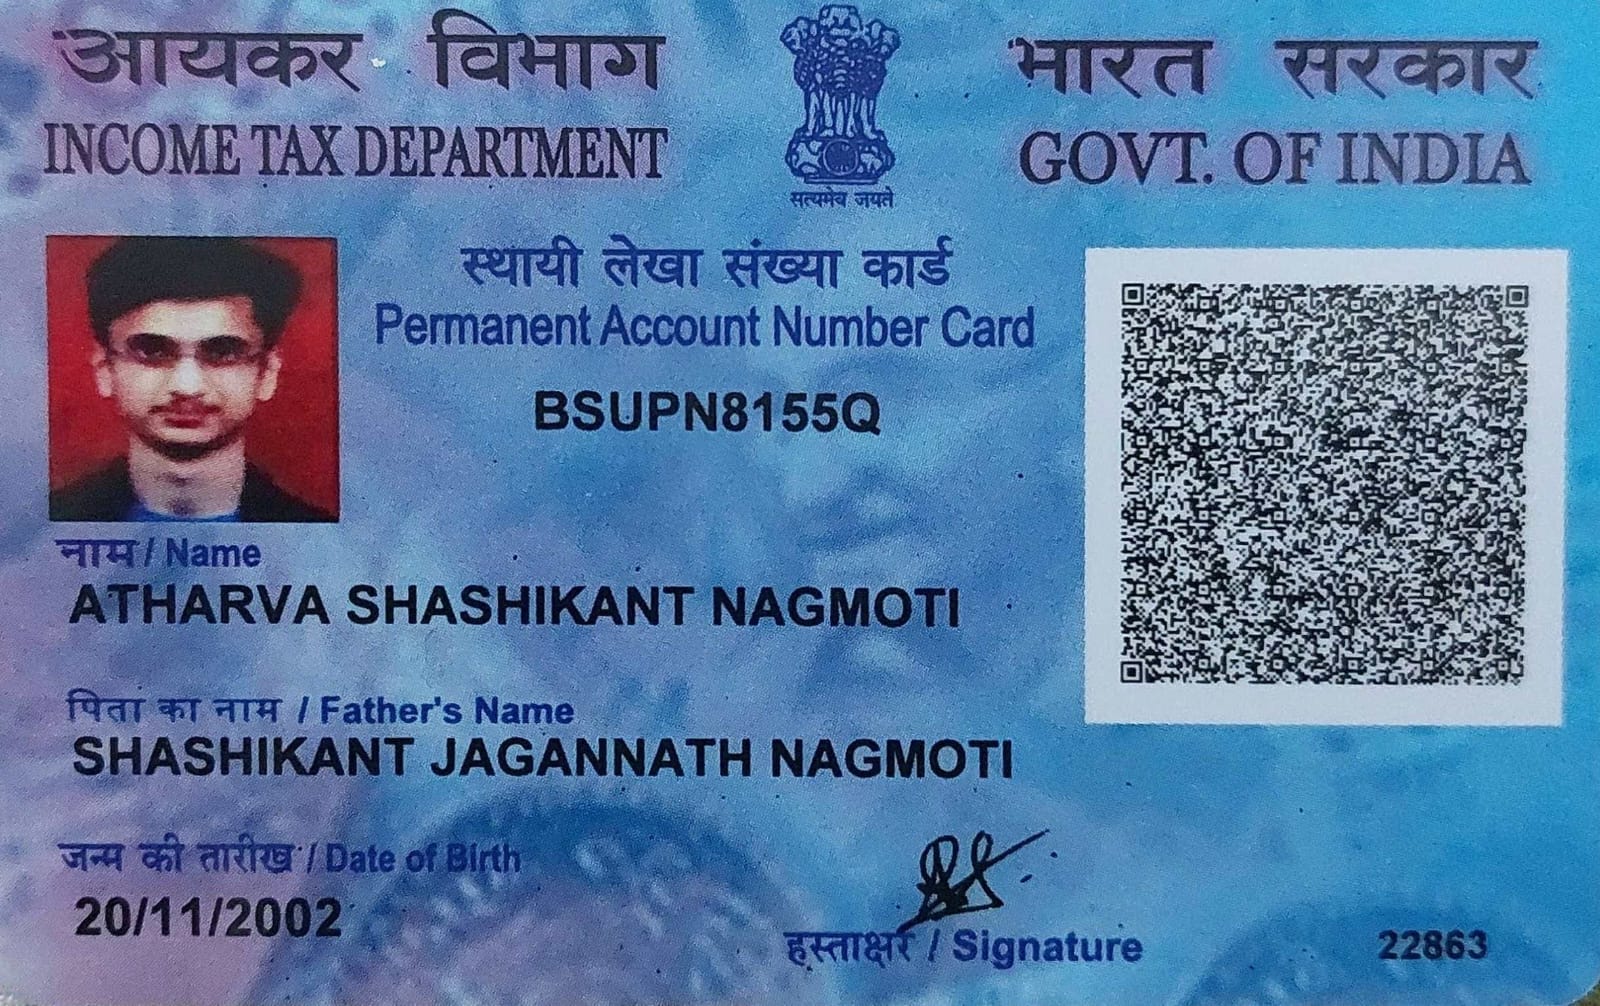 आयकर विभाग
INCOME TAX DEPARTMENT
सत्यमेव जयते
भारत सरकार
GOVT. OF INDIA
स्थायी लेखा संख्या कार्ड
Permanent Account Number Card
BSUPN8155Q
नाम / Name
ATHARVA SHASHIKANT NAGMOTI
पिता का नाम / Father's Name
SHASHIKANT JAGANNATH NAGMOTI
जन्म की तारीख / Date of Birth
20/11/2002
हस्ताक्षर / Signature
22863